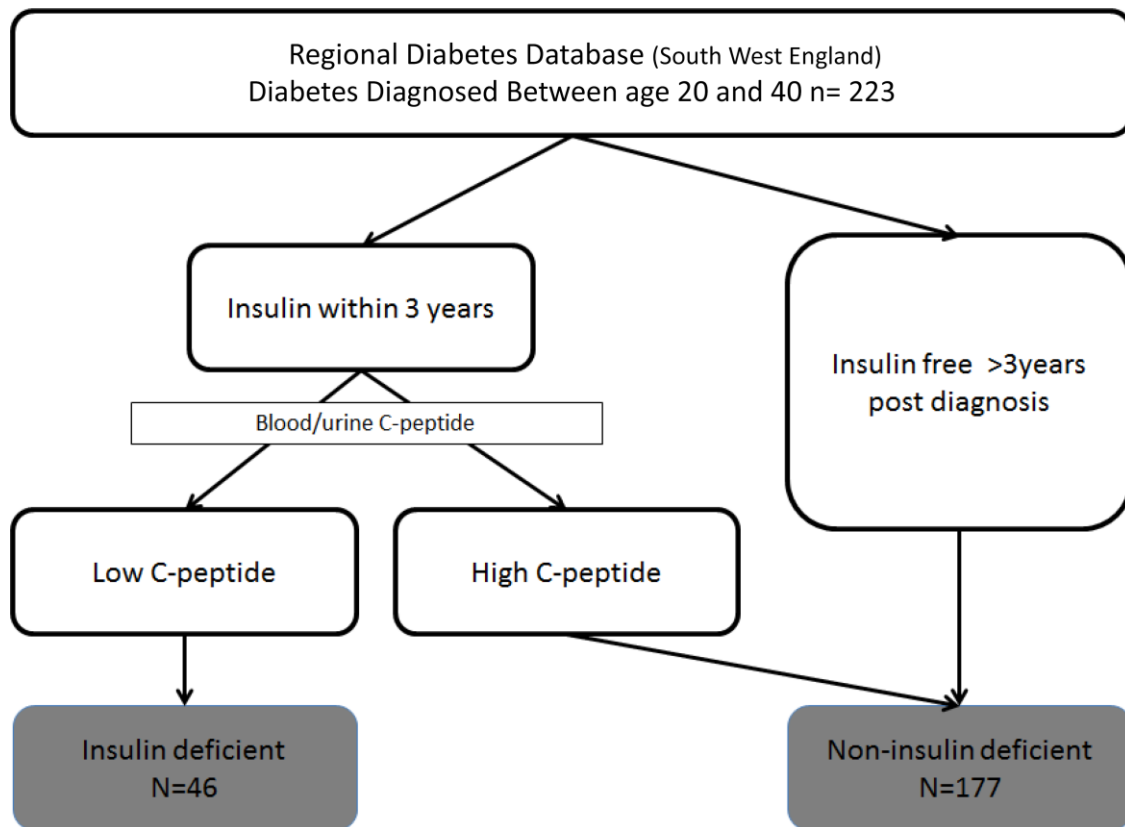 Regional Diabetes Database (South West England)
Diabetes Diagnosed Between age 20 and 40 n= 223
Insulin within 3 years
Insulin free >3years
post diagnosis
Blood/urine C-peptide
Low C-peptide
High C-peptide
Insulin deficient
N=46
Non-insulin deficient
N=177